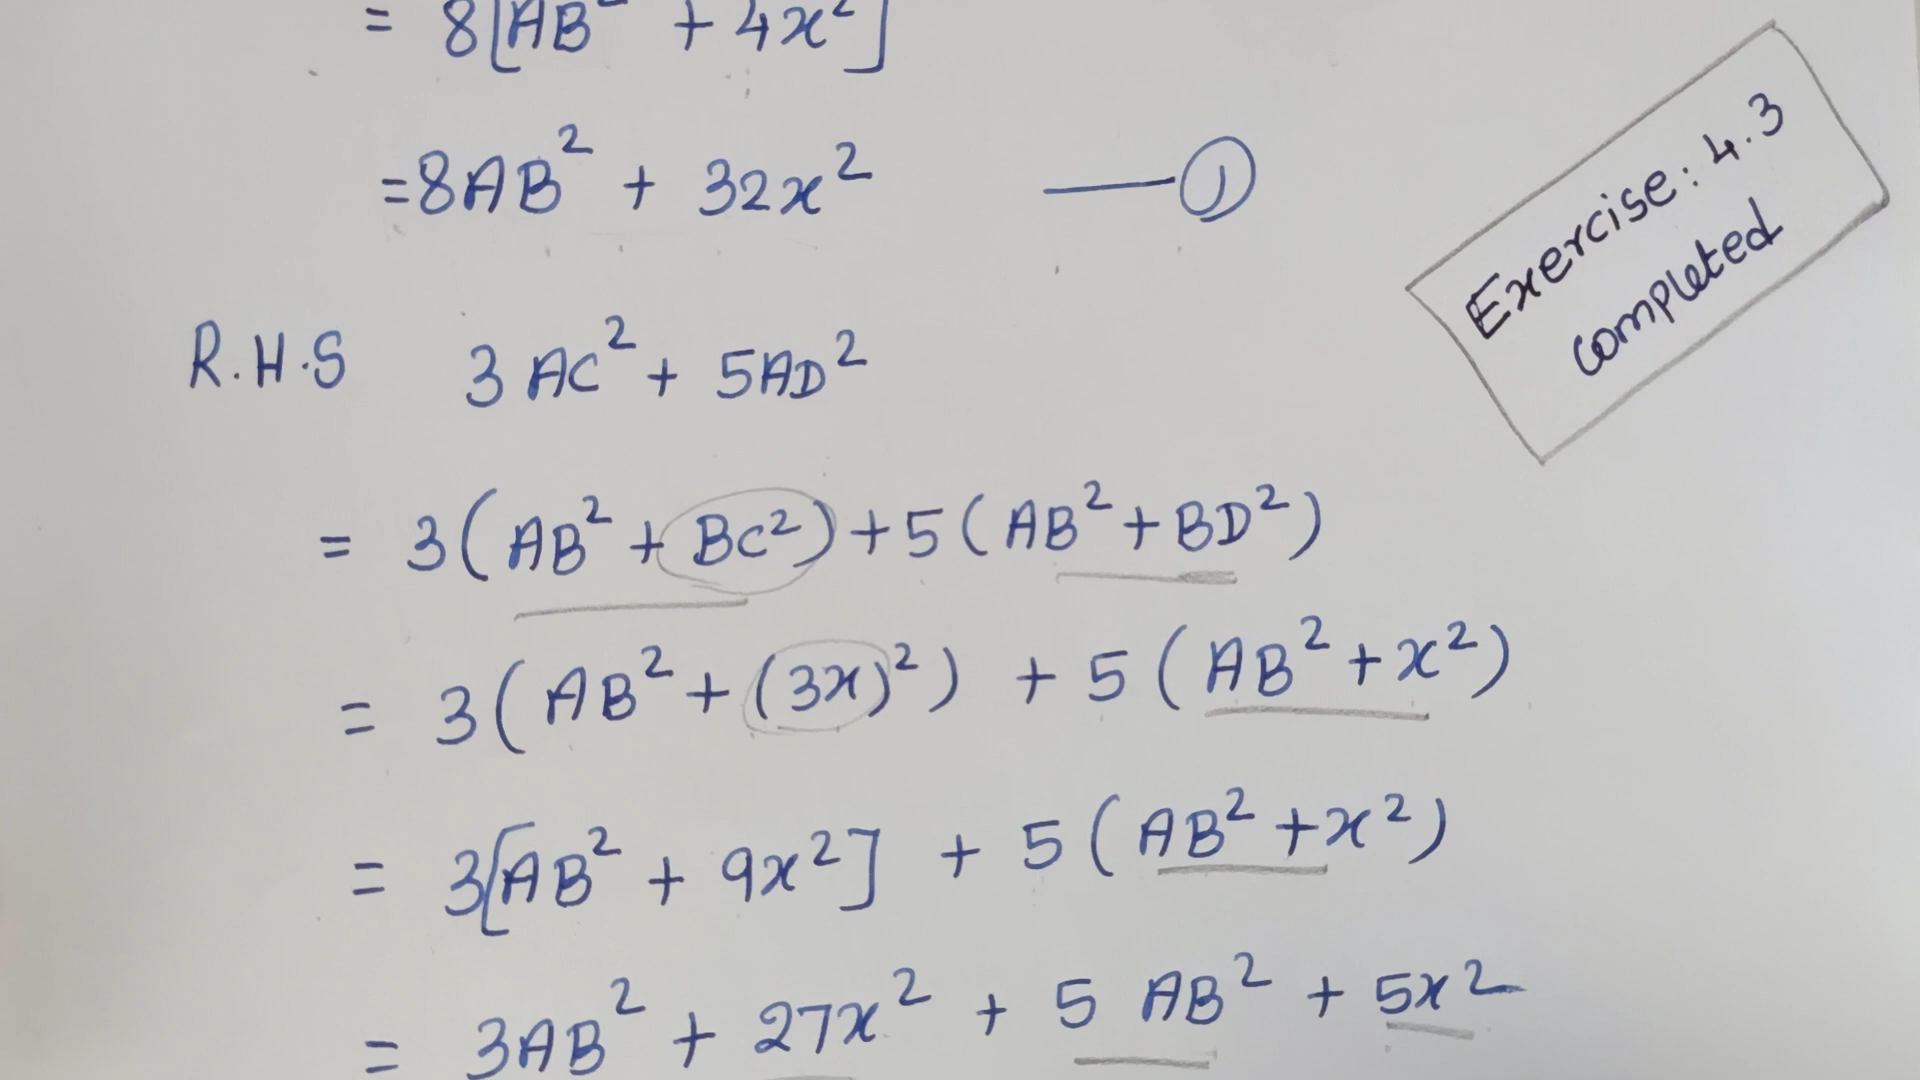 = 8[AB² + 4x²]
= 8AB² + 32x² — ①
R.H.S 3AC² + 5AD²
= 3(AB² + BC²) + 5(AB² + BD²)
= 3(AB² + (3x)²) + 5(AB² + x²)
= 3[AB² + 9x²] + 5(AB² + x²)
= 3AB² + 27x² + 5AB² + 5x²
Exercise: 4.3
completed